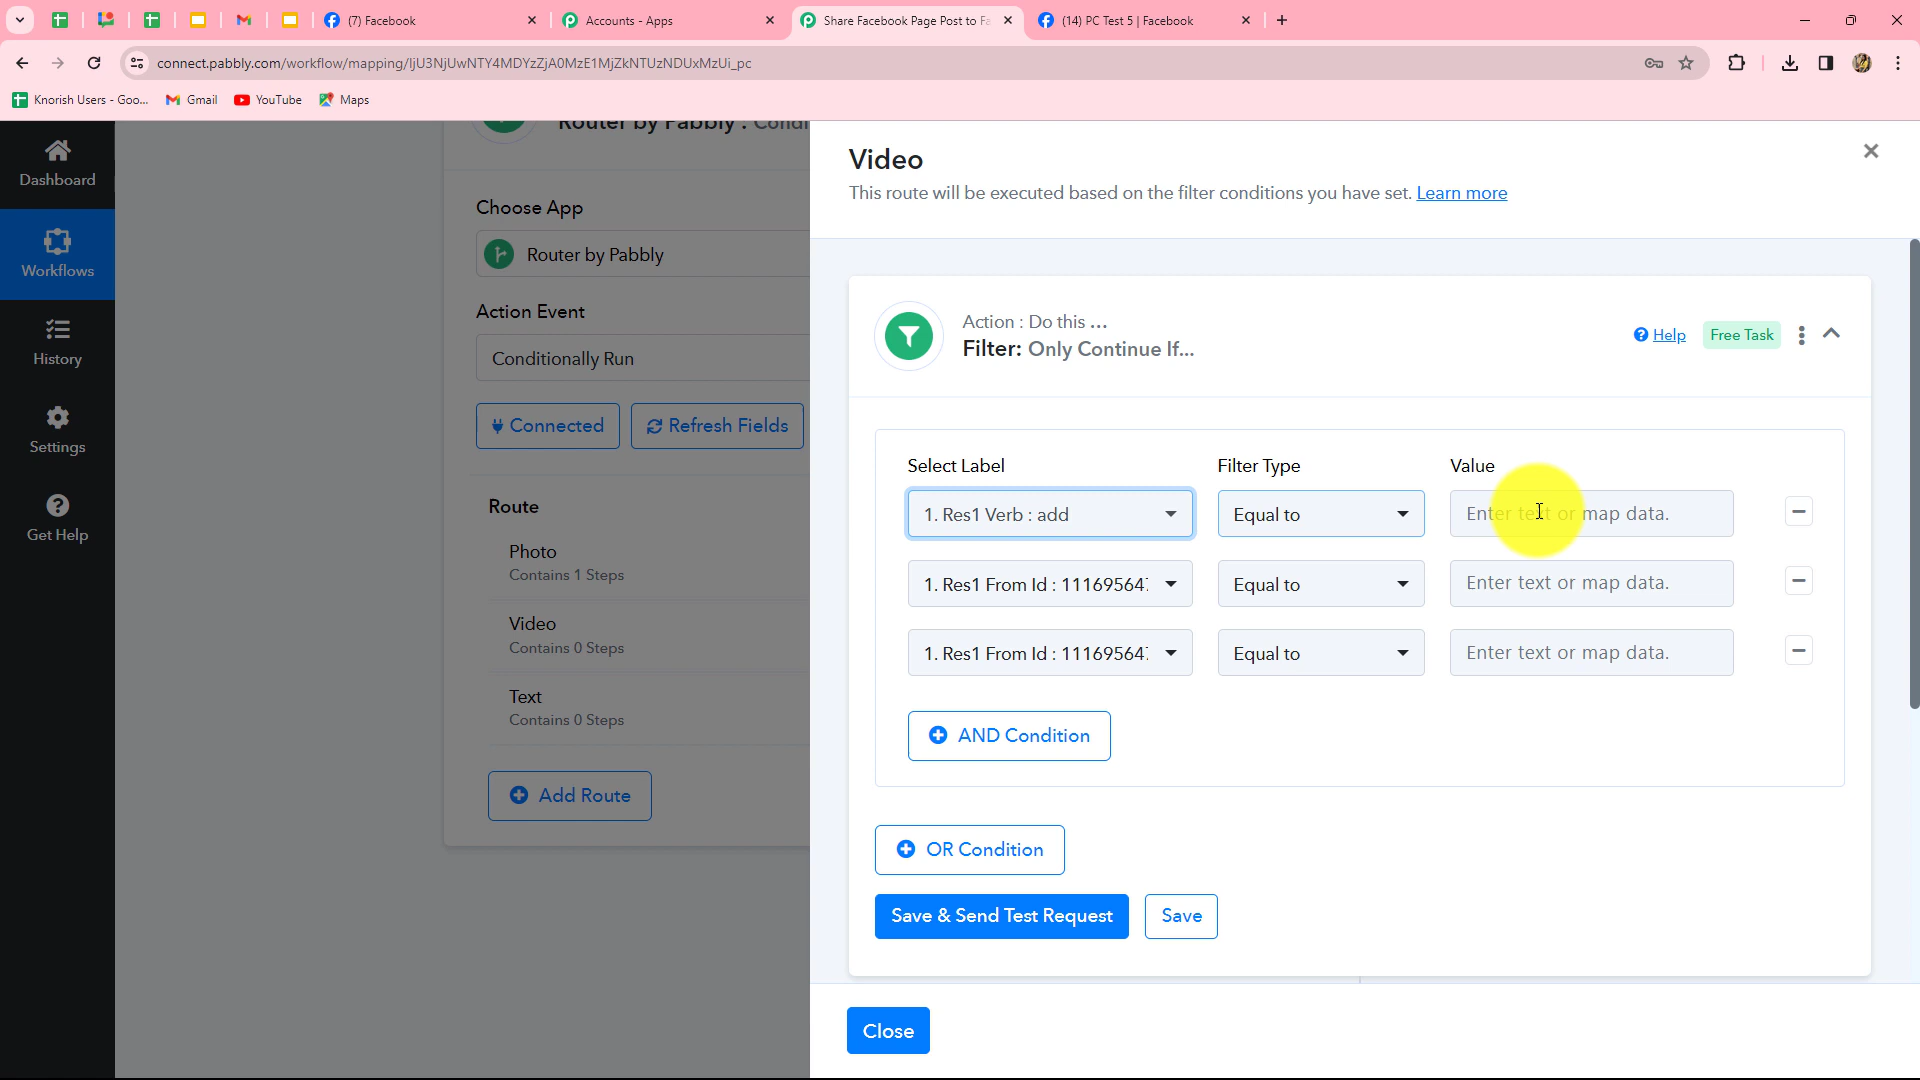 (7) Facebook
Accounts - Apps
Share Facebook Page Post to Fa
(14) PC Test 5 | Facebook
connect.pabbly.com/workflow/mapping/IjU3NjUwNTY4MDYzZjA0MzE1MjZkNTUzNDUxMzUi_pc
Knorish Users - Goo...
Gmail
YouTube
Maps
Dashboard
Workflows
History
Settings
Get Help
Router by Pabbly :
Choose App
Router by Pabbly
Action Event
Conditionally Run
Connected
Refresh Fields
Route
Photo
Contains 1 Steps
Video
Contains 0 Steps
Text
Contains 0 Steps
Add Route
Video
This route will be executed based on the filter conditions you have set. Learn more
Action : Do this ...
Filter: Only Continue If...
Help
Free Task
Select Label Filter Type Value
1. Res1 Verb : add Equal to Enter text or map data.
1. Res1 From Id : 11169564 Equal to Enter text or map data.
1. Res1 From Id : 11169564 Equal to Enter text or map data.
AND Condition
OR Condition
Save & Send Test Request Save
Close